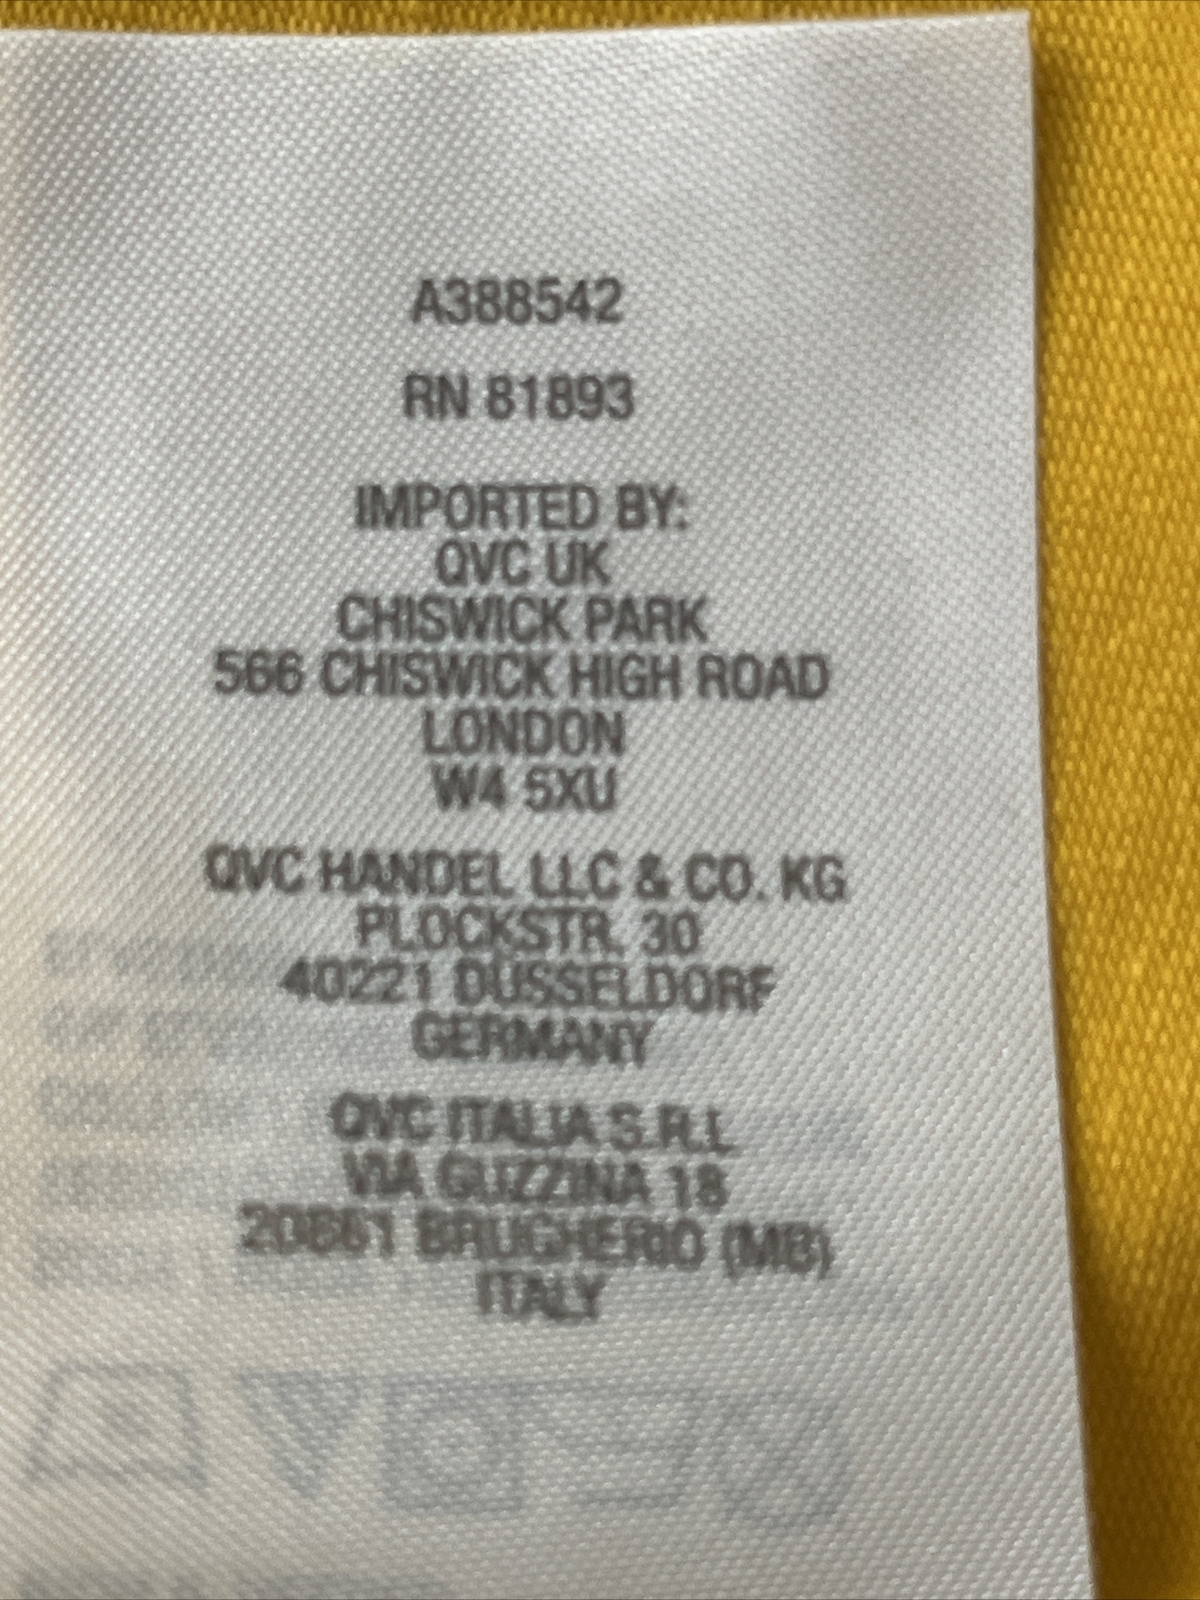 A388542
RN 81893
IMPORTED BY:
QVC UK
CHISWICK PARK
566 CHISWICK HIGH ROAD
LONDON
W4 5XU
QVC HANDEL LLC & CO. KG
PLOCKSTR. 30
40221 DÜSSELDORF
GERMANY
QVC ITALIA S.R.L
VIA GUZZINA 18
20861 BRUGHERIO (MB)
ITALY